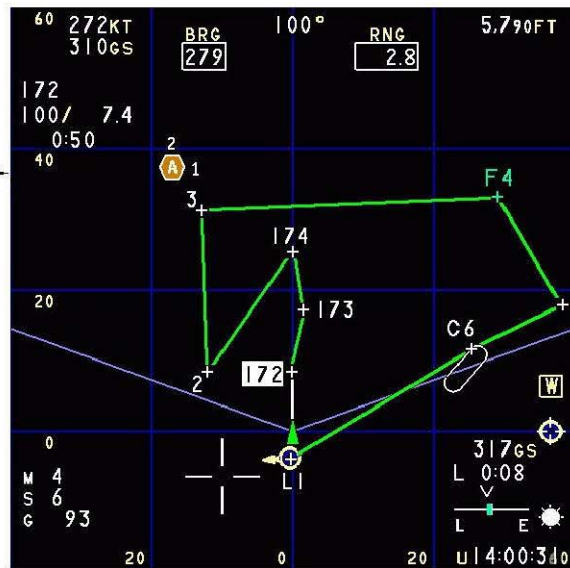 60 272KT 310GS
BRG 279
100°
RNG 2.8
5,790FT
172
100/ 7.4
0:50
40
2
A 1
3
F4
174
20
173
C6
2
172
W
0
L1
M 4
S 6
G 93
317GS
L 0:08
L E
20 0 20 60
U14:00:31